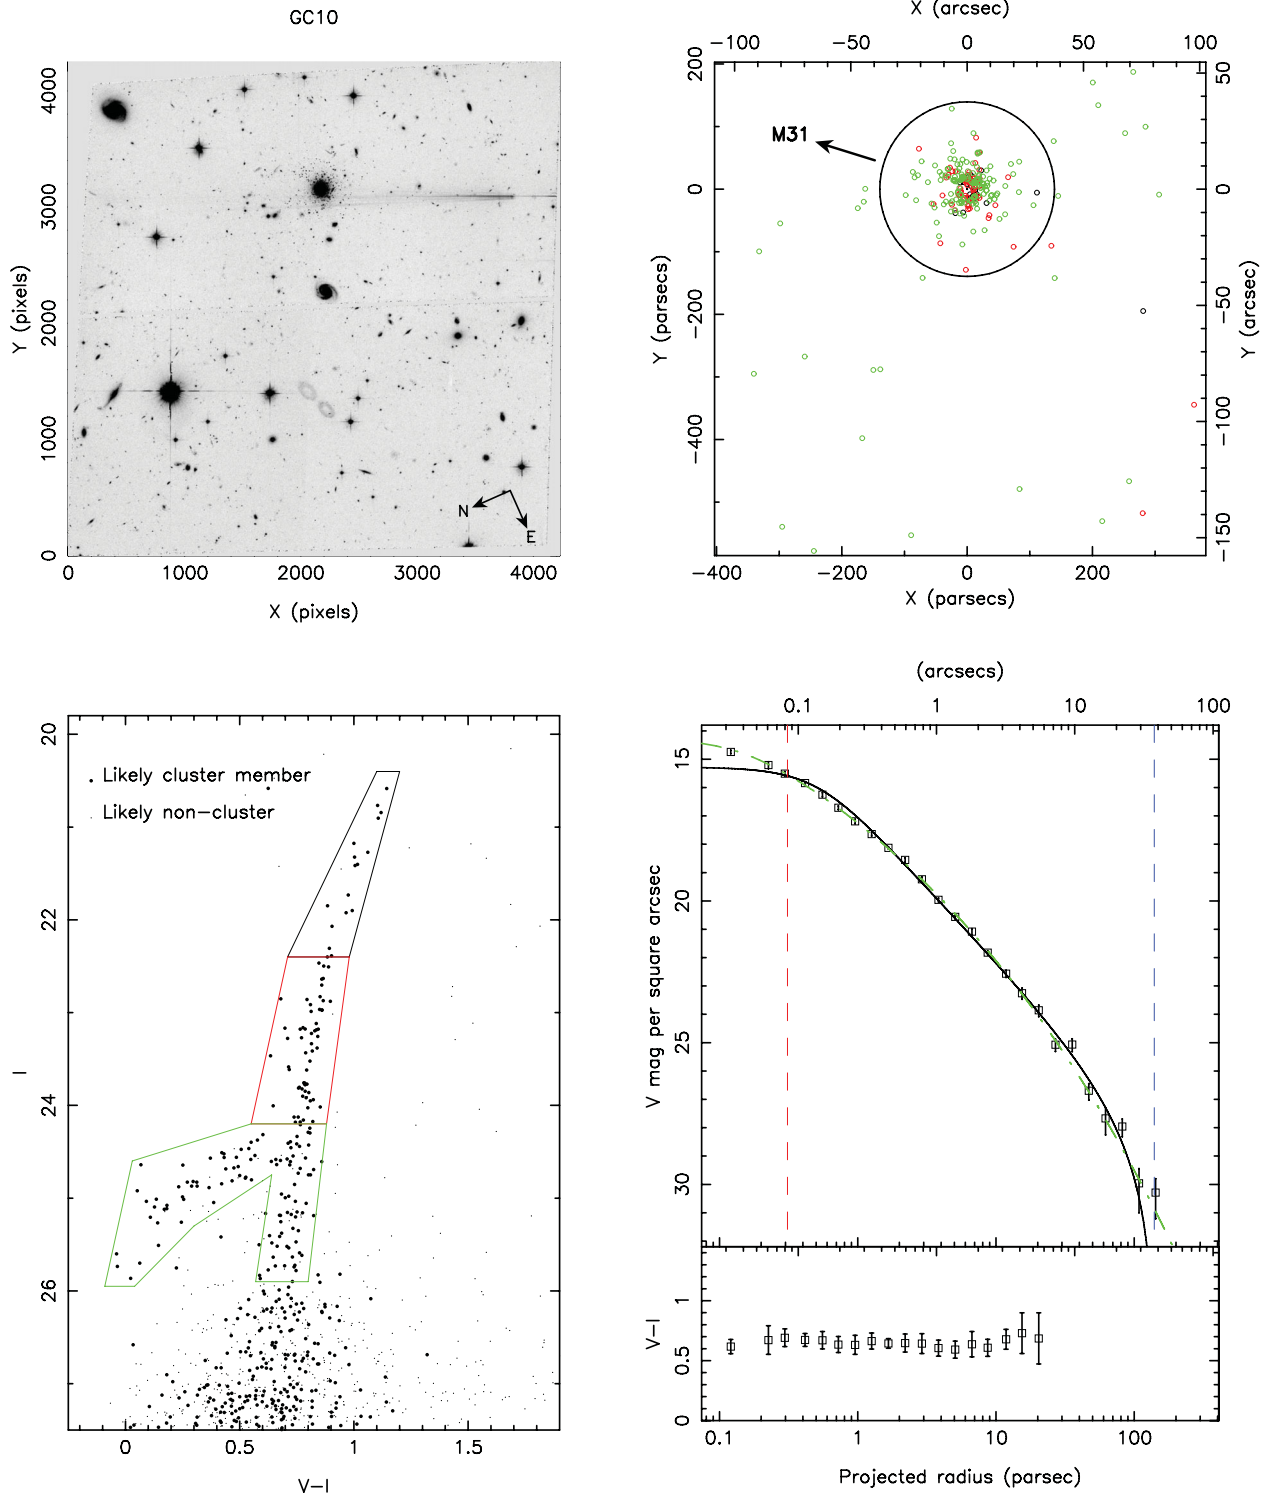 GC10
Y (pixels)
4000
3000
2000
1000
0
N
E
0 1000 2000 3000 4000
X (pixels)
X (arcsec)
−100 −50 0 50 100
Y (parsecs)
200
0
−200
−400
M31
50
0
−50
−100
−150
Y (arcsec)
−400 −200 0 200
X (parsecs)
I
20
22
24
26
Likely cluster member
Likely non−cluster
0 0.5 1 1.5
V−I
(arcsecs)
0.1 1 10 100
V mag per square arcsec
15
20
25
30
V−I
1
0.5
0
0.1 1 10 100
Projected radius (parsec)